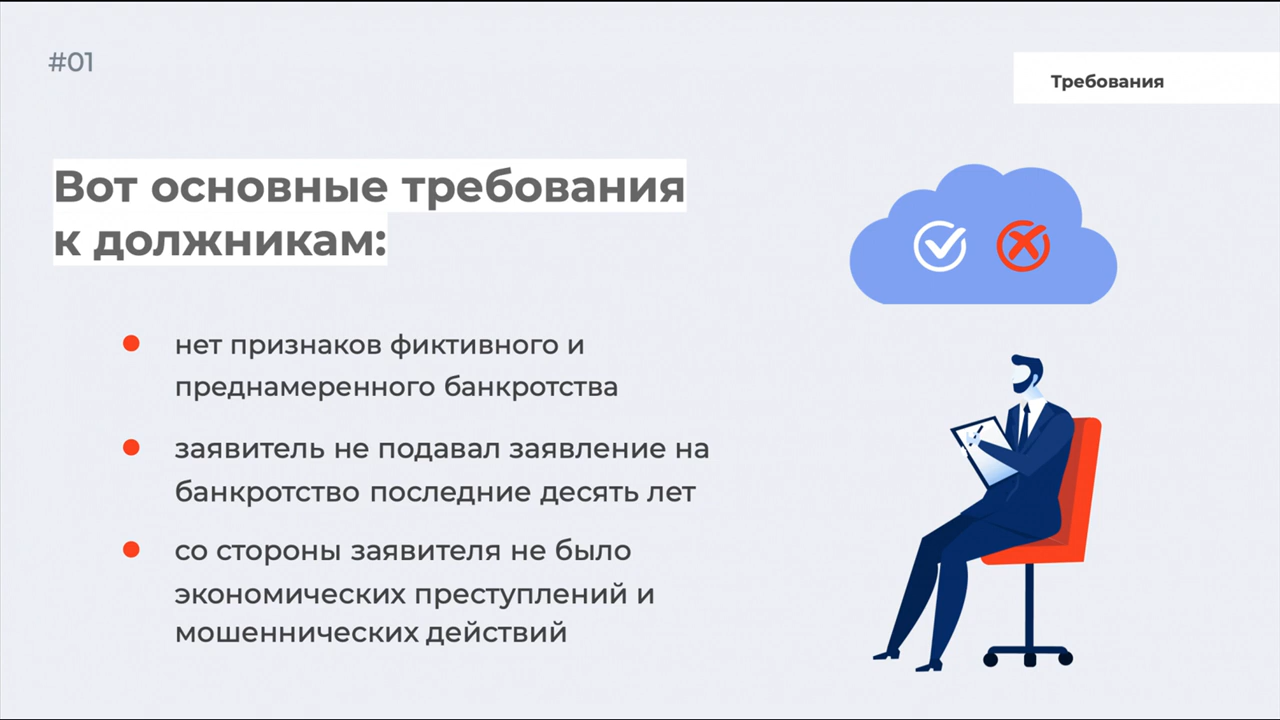 #01
Требования
Вот основные требования
к должникам:
нет признаков фиктивного и
преднамеренного банкротства
заявитель не подавал заявление на
банкротство последние десять лет
со стороны заявителя не было
экономических преступлений и
мошеннических действий